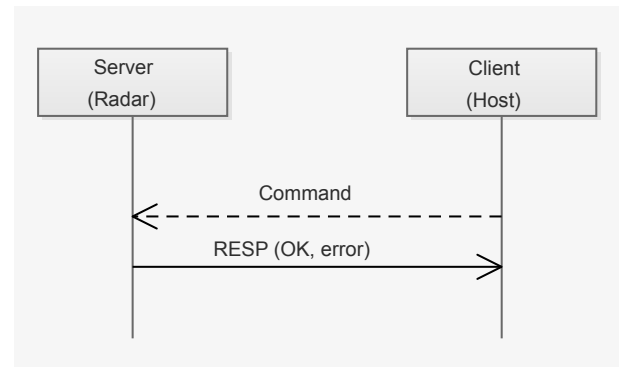 Server
(Radar)
Client
(Host)
Command
RESP (OK, error)